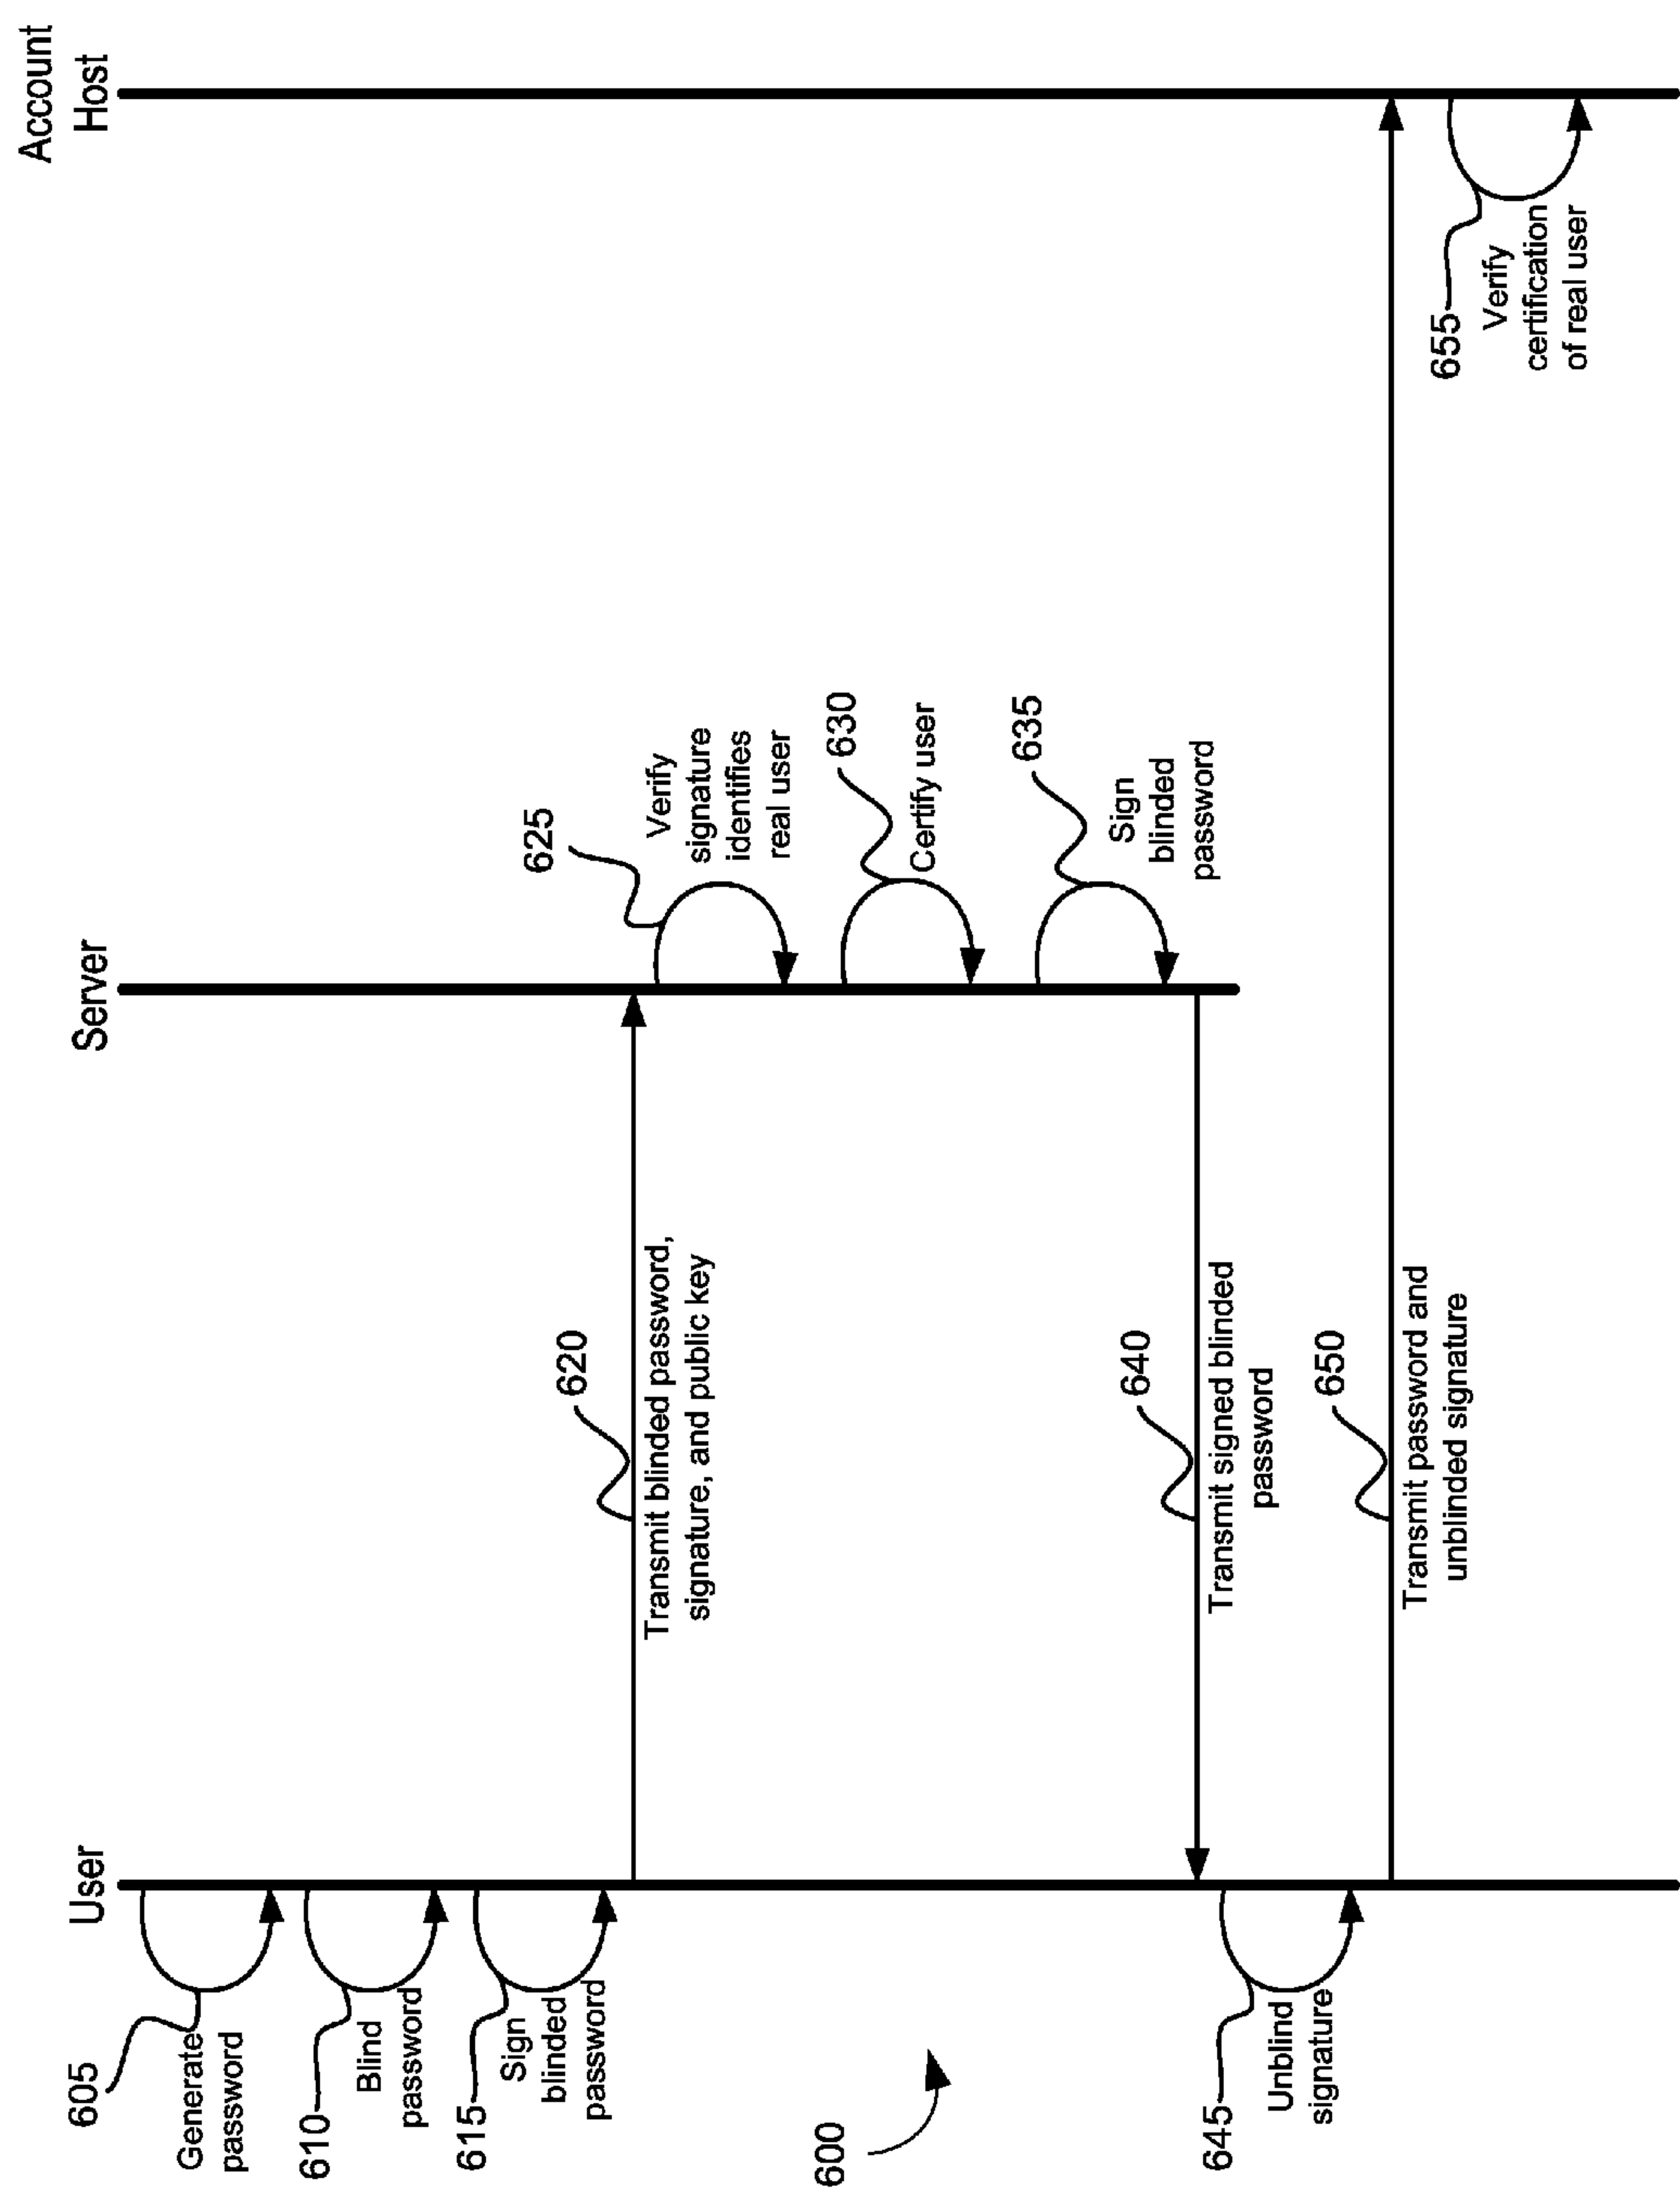 User
Server
Account
Host
605
Generate
password
610
Blind
password
615
Sign
blinded
password
620
Transmit blinded password,
signature, and public key
625
Verify
signature
identifies
real user
630
Certify user
635
Sign
blinded
password
640
Transmit signed blinded
password
645
Unblind
signature
650
Transmit password and
unblinded signature
655
Verify
certification
of real user
600